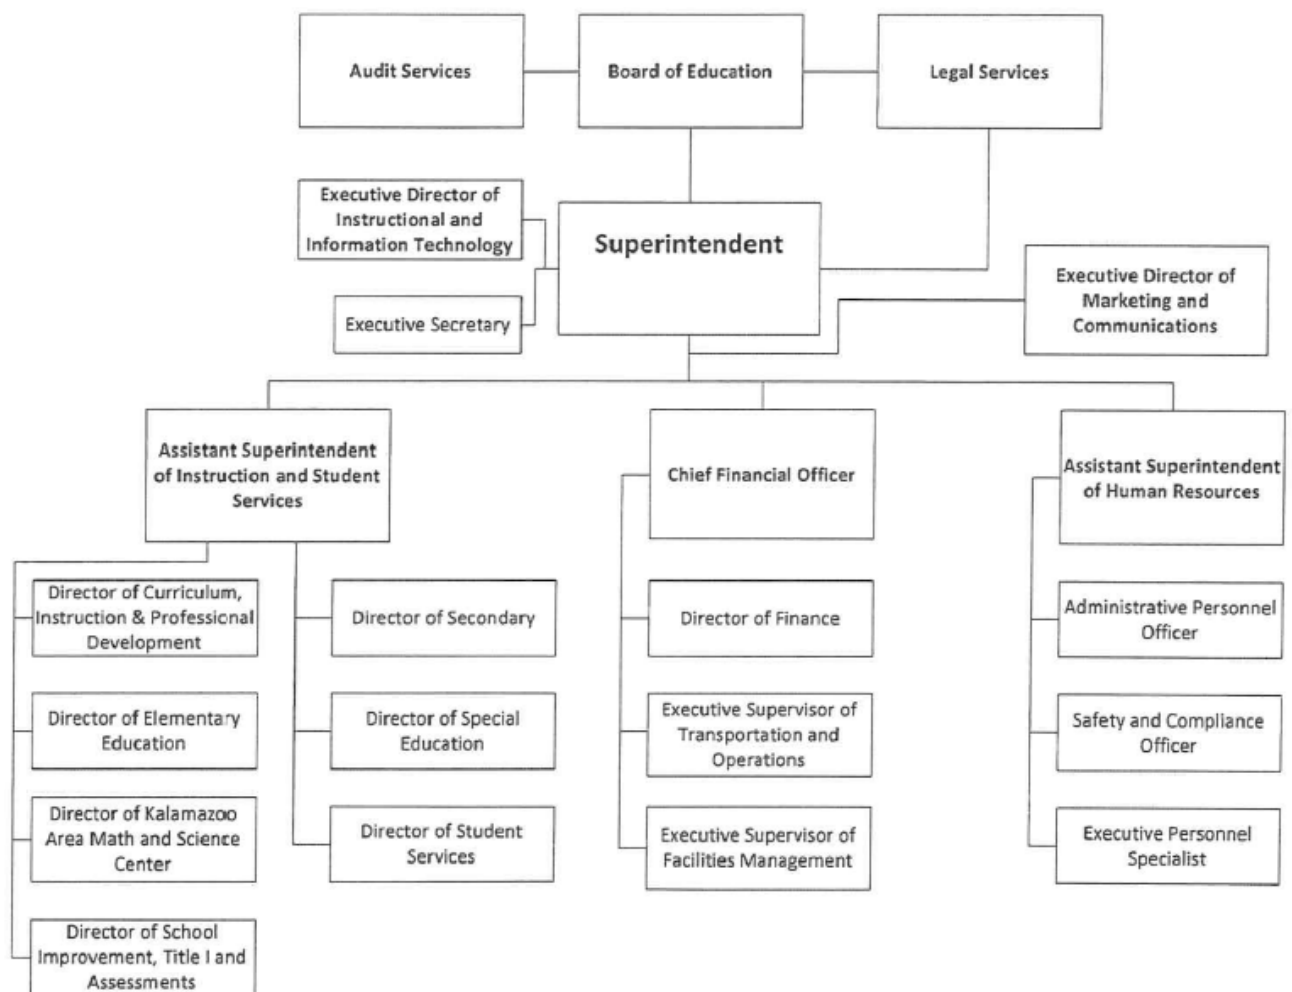 Audit Services
Board of Education
Legal Services
Executive Director of
Instructional and
Information Technology
Superintendent
Executive Secretary
Executive Director of
Marketing and
Communications
Assistant Superintendent
of Instruction and Student
Services
Chief Financial Officer
Assistant Superintendent
of Human Resources
Director of Curriculum,
Instruction & Professional
Development
Director of Secondary
Director of Finance
Administrative Personnel
Officer
Director of Elementary
Education
Director of Special
Education
Executive Supervisor of
Transportation and
Operations
Safety and Compliance
Officer
Director of Kalamazoo
Area Math and Science
Center
Director of Student
Services
Executive Supervisor of
Facilities Management
Executive Personnel
Specialist
Director of School
Improvement, Title I and
Assessments